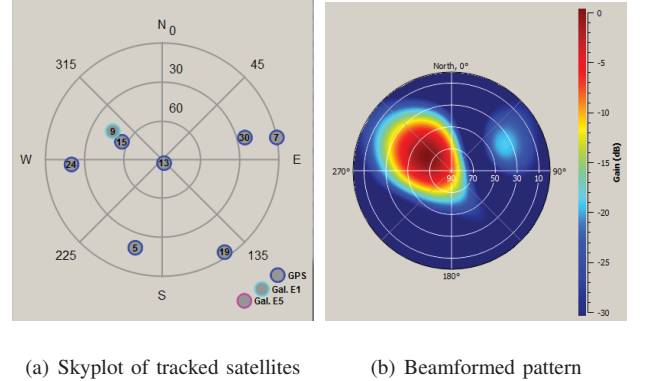 N 0
315
45
30
60
9
15
30
7
W
24
13
E
5
19
225
135
S
GPS
Gal. E1
Gal. E5
North, 0°
270°
90 70 50 30 10
90°
180°
0
-5
-10
-15
-20
-25
-30
Gain (dB)
(a) Skyplot of tracked satellites
(b) Beamformed pattern